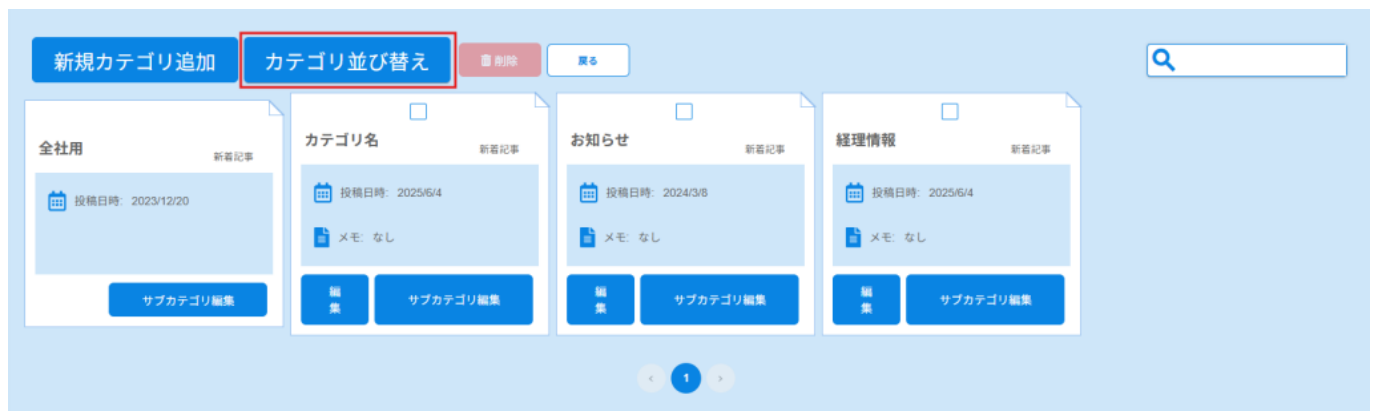 新規カテゴリ追加 カテゴリ並び替え 削除 戻る
全社用
新着記事
投稿日時: 2023/12/20
サブカテゴリ編集
カテゴリ名
新着記事
投稿日時: 2025/6/4
メモ: なし
編集 サブカテゴリ編集
お知らせ
新着記事
投稿日時: 2024/3/8
メモ: なし
編集 サブカテゴリ編集
経理情報
新着記事
投稿日時: 2025/6/4
メモ: なし
編集 サブカテゴリ編集
‹ 1 ›